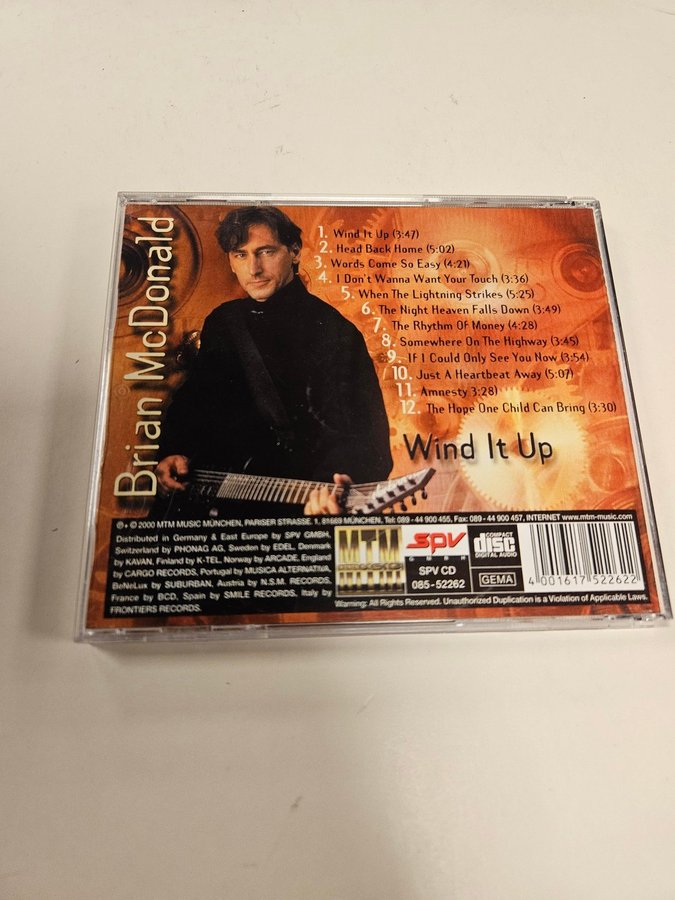 Brian McDonald
1. Wind It Up (3:47)
2. Head Back Home (5:02)
3. Words Come So Easy (4:21)
4. I Don't Wanna Want Your Touch (3:36)
5. When The Lightning Strikes (5:25)
6. The Night Heaven Falls Down (3:49)
7. The Rhythm Of Money (4:28)
8. Somewhere On The Highway (3:45)
9. If I Could Only See You Now (3:54)
10. Just A Heartbeat Away (5:07)
11. Amnesty 3:28)
12. The Hope One Child Can Bring (3:30)
Wind It Up
℗ + © 2000 MTM MUSIC MÜNCHEN, PARISER STRASSE. 1, 81669 MÜNCHEN, Tel: 089 - 44 900 455, Fax: 089 - 44 900 457, INTERNET www.mtm-music.com
Distributed in Germany & East Europe by SPV GMBH,
Switzerland by PHONAG AG, Sweden by EDEL, Denmark
by KAVAN, Finland by K-TEL, Norway by ARCADE, England
by CARGO RECORDS, Portugal by MUSICA ALTERNATIVA,
BeNeLux by SUBURBAN, Austria by N.S.M. RECORDS,
France by BCD, Spain by SMILE RECORDS, Italy by
FRONTIERS RECORDS.
MTM
MUSIC
SPV
SPV CD
085 - 52262
COMPACT
disc
DIGITAL AUDIO
GEMA
4 001617 522622
Warning: All Rights Reserved. Unauthorized Duplication is a Violation of Applicable Laws.